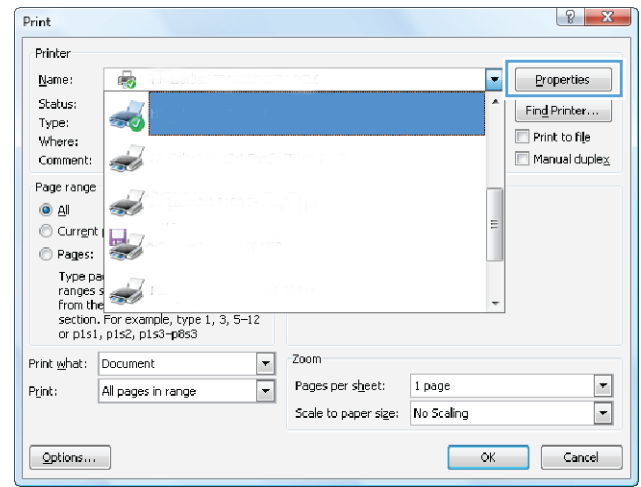 Print
Printer
Name:
Properties
Status:
Find Printer...
Type:
Where:
Print to file
Comment:
Manual duplex
Page range
All
Current
Pages:
Type pa
ranges s
from the
section. For example, type 1, 3, 5–12
or p1s1, p1s2, p1s3–p8s3
Print what: Document
Print: All pages in range
Zoom
Pages per sheet: 1 page
Scale to paper size: No Scaling
Options...
OK
Cancel